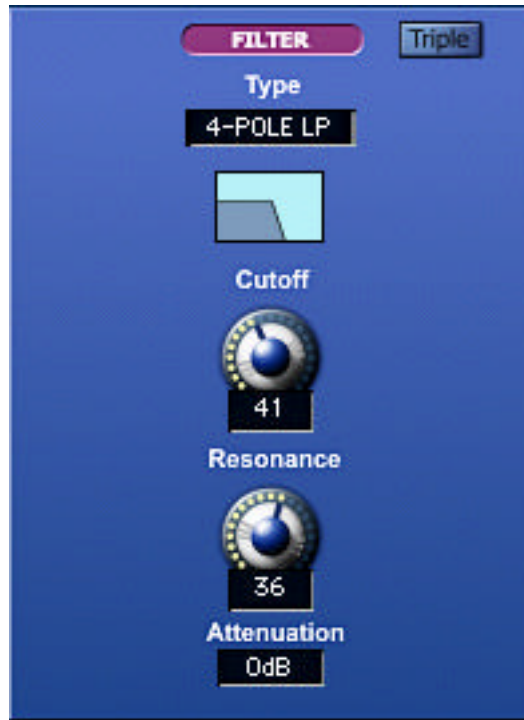 FILTER Triple
Type
4-POLE LP
Cutoff
41
Resonance
36
Attenuation
0dB